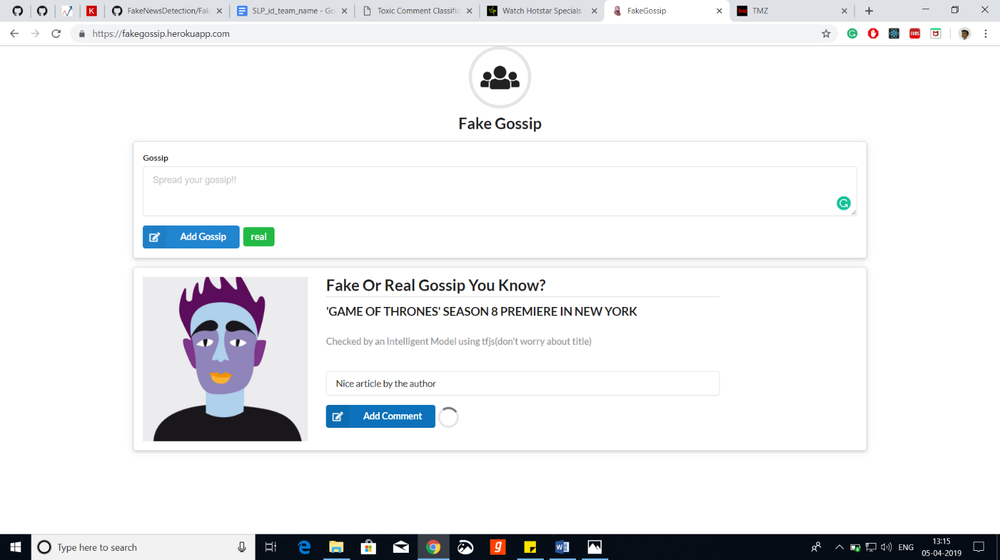 FakeNewsDetection/Fak
SLP_id_team_name - Go
Toxic Comment Classific
Watch Hotstar Specials
FakeGossip
TMZ
https://fakegossip.herokuapp.com
CORS
Fake Gossip
Gossip
Spread your gossip!!
Add Gossip
real
Fake Or Real Gossip You Know?
'GAME OF THRONES' SEASON 8 PREMIERE IN NEW YORK
Checked by an Intelligent Model using tfjs(don't worry about title)
Nice article by the author
Add Comment
Type here to search
ENG
13:15
05-04-2019